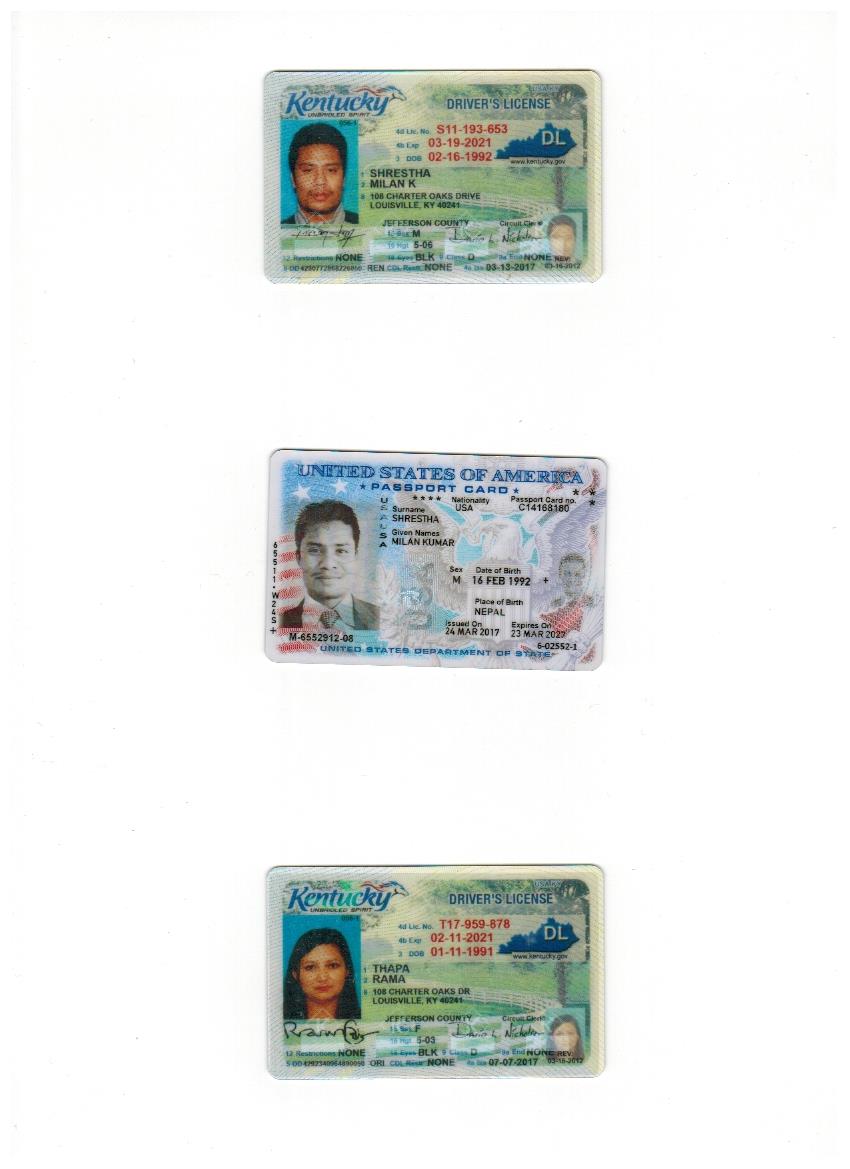 Kentucky
UNBRIDLED SPIRIT
DRIVER'S LICENSE
USA KY
056-1
4d Lic. No. S11-193-653
4b Exp 03-19-2021
3 DOB 02-16-1992
DL
www.kentucky.gov
1 SHRESTHA
2 MILAN K
8 108 CHARTER OAKS DRIVE
LOUISVILLE, KY 40241
JEFFERSON COUNTY Circuit Clerk
15 Sex M
16 Hgt 5-06
12 Restrictions NONE 18 Eyes BLK 9 Class D 9a End NONE REV:
REN CDL Restr. NONE 4a Iss 03-13-2017 03-16-2012
UNITED STATES OF AMERICA
PASSPORT CARD
USA USA
Nationality Passport Card no.
USA C14168180
Surname
SHRESTHA
Given Names
MILAN KUMAR
Sex Date of Birth
M 16 FEB 1992
Place of Birth
NEPAL
Issued On Expires On
24 MAR 2017 23 MAR 2027
M-6552912-08
6-02552-1
UNITED STATES DEPARTMENT OF STATE
Kentucky
UNBRIDLED SPIRIT
DRIVER'S LICENSE
USA KY
056-1
4d Lic. No. T17-959-878
4b Exp 02-11-2021
3 DOB 01-11-1991
DL
www.kentucky.gov
1 THAPA
2 RAMA
8 108 CHARTER OAKS DR
LOUISVILLE, KY 40241
JEFFERSON COUNTY Circuit Clerk
15 Sex F
16 Hgt 5-03
12 Restrictions NONE 18 Eyes BLK 9 Class D 9a End NONE REV:
ORI CDL Restr. NONE 4a Iss 07-07-2017 03-16-2012